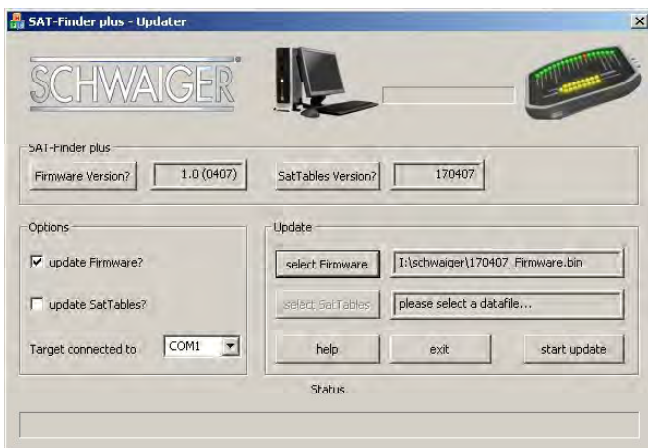 SAT-Finder plus - Updater
SCHWAIGER
SAT-Finder plus
Firmware Version?
1.0 (0407)
SatTables Version?
170407
Options
update Firmware?
update SatTables?
Target connected to
COM1
Update
select Firmware
I:\schwaiger\170407 Firmware.bin
select SatTables
please select a datafile...
help
exit
start update
Status